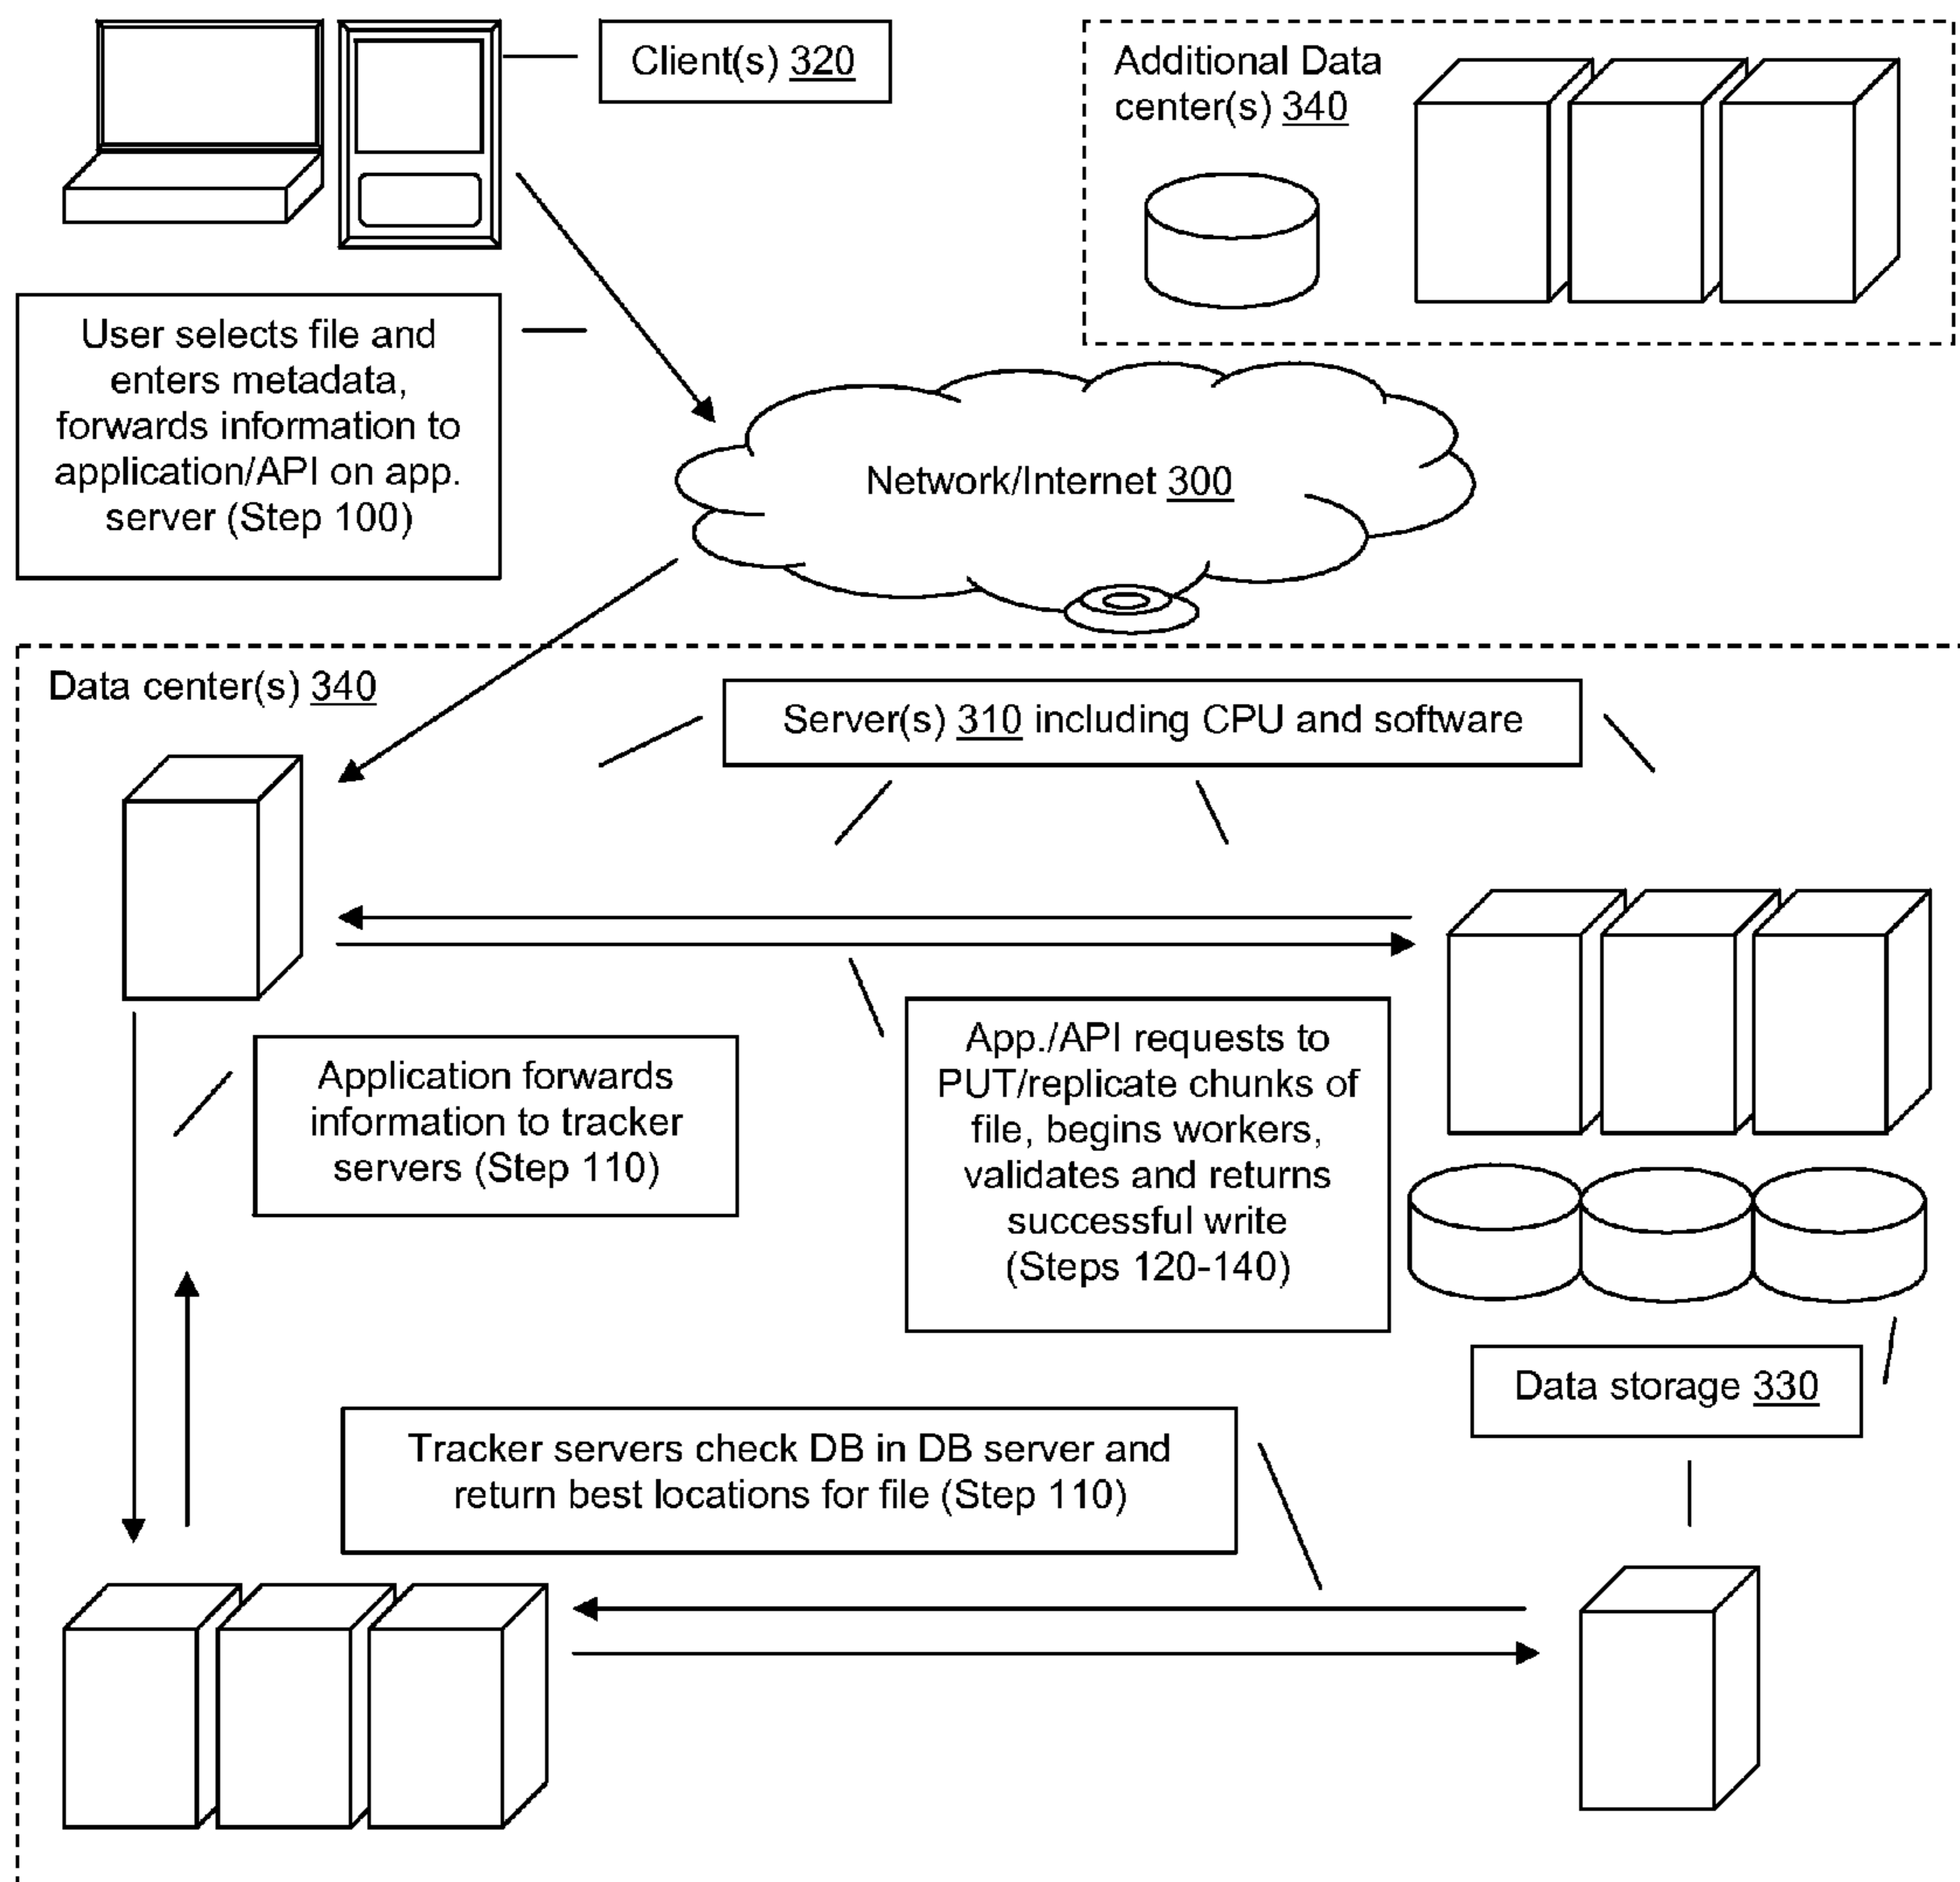 Client(s) 320
Additional Data
center(s) 340
User selects file and
enters metadata,
forwards information to
application/API on app.
server (Step 100)
Network/Internet 300
Data center(s) 340
Server(s) 310 including CPU and software
App./API requests to
PUT/replicate chunks of
file, begins workers,
validates and returns
successful write
(Steps 120-140)
Application forwards
information to tracker
servers (Step 110)
Data storage 330
Tracker servers check DB in DB server and
return best locations for file (Step 110)